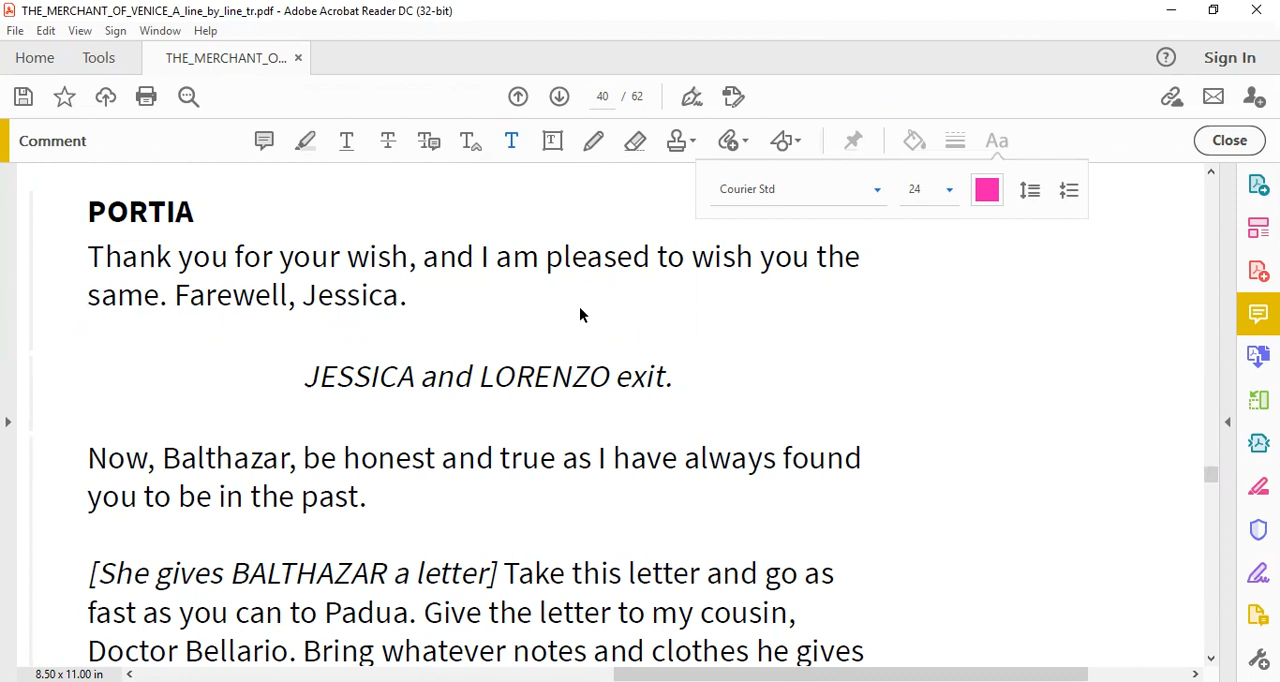 THE_MERCHANT_OF_VENICE_A_line_by_line_tr.pdf - Adobe Acrobat Reader DC (32-bit)
File Edit View Sign Window Help
Home Tools THE_MERCHANT_O... × Sign In
40 / 62
Comment Close
Courier Std 24
PORTIA
Thank you for your wish, and I am pleased to wish you the
same. Farewell, Jessica.
JESSICA and LORENZO exit.
Now, Balthazar, be honest and true as I have always found
you to be in the past.
[She gives BALTHAZAR a letter] Take this letter and go as
fast as you can to Padua. Give the letter to my cousin,
Doctor Bellario. Bring whatever notes and clothes he gives
8.50 x 11.00 in